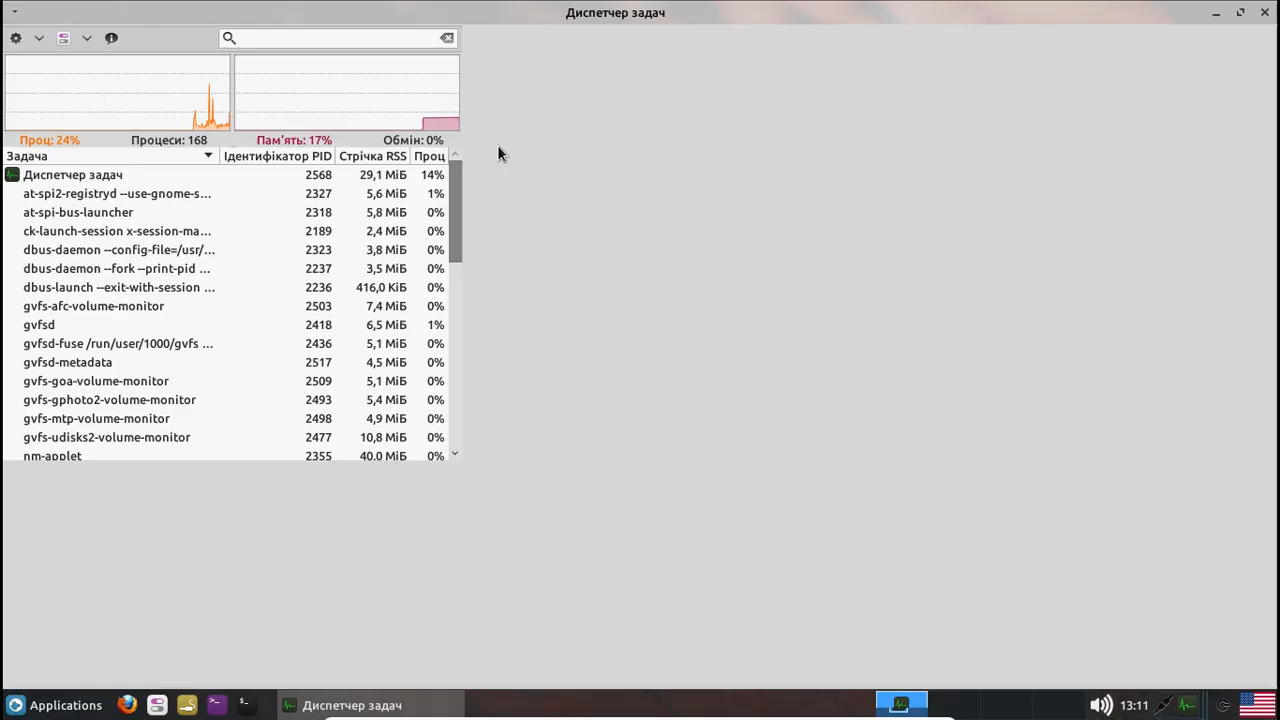 Диспетчер задач
Проц: 24% Процеси: 168 Пам'ять: 17% Обмін: 0%
Задача Ідентифікатор PID Стрічка RSS Проц
Диспетчер задач 2568 29,1 МіБ 14%
at-spi2-registryd --use-gnome-s... 2327 5,6 МіБ 1%
at-spi-bus-launcher 2318 5,8 МіБ 0%
ck-launch-session x-session-ma... 2189 2,4 МіБ 0%
dbus-daemon --config-file=/usr/... 2323 3,8 МіБ 0%
dbus-daemon --fork --print-pid ... 2237 3,5 МіБ 0%
dbus-launch --exit-with-session ... 2236 416,0 КіБ 0%
gvfs-afc-volume-monitor 2503 7,4 МіБ 0%
gvfsd 2418 6,5 МіБ 1%
gvfsd-fuse /run/user/1000/gvfs ... 2436 5,1 МіБ 0%
gvfsd-metadata 2517 4,5 МіБ 0%
gvfs-goa-volume-monitor 2509 5,1 МіБ 0%
gvfs-gphoto2-volume-monitor 2493 5,4 МіБ 0%
gvfs-mtp-volume-monitor 2498 4,9 МіБ 0%
gvfs-udisks2-volume-monitor 2477 10,8 МіБ 0%
nm-applet 2355 40,0 МіБ 0%
Applications Диспетчер задач 13:11